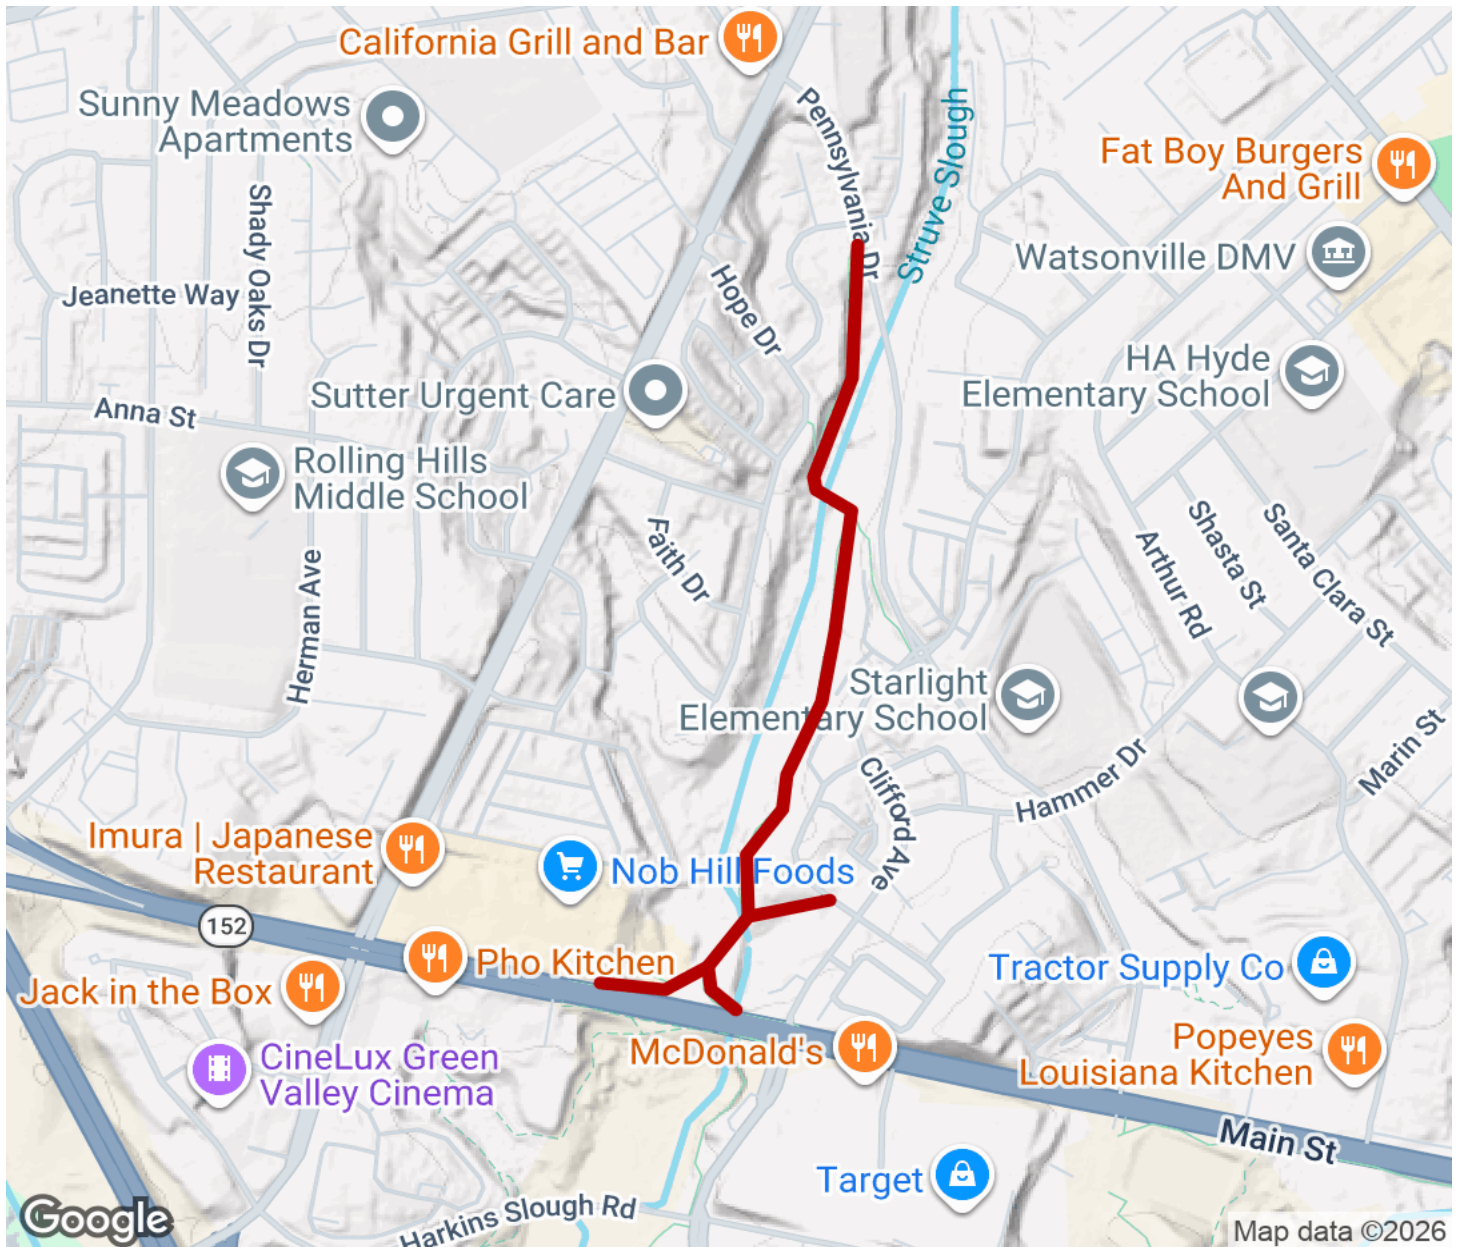 California Grill and Bar
Sunny Meadows
Apartments
Pennsylvania Dr
Struve Slough
Fat Boy Burgers
And Grill
Shady Oaks Dr
Watsonville DMV
Jeanette Way
Hope Dr
HA Hyde
Elementary School
Sutter Urgent Care
Anna St
Rolling Hills
Middle School
Faith Dr
Shasta St
Santa Clara St
Arthur Rd
Herman Ave
Starlight
Elementary School
Marin St
Clifford Ave
Hammer Dr
Imura | Japanese
Restaurant
Nob Hill Foods
152
Pho Kitchen
Tractor Supply Co
Jack in the Box
McDonald's
Popeyes
Louisiana Kitchen
CineLux Green
Valley Cinema
Main St
Target
Harkins Slough Rd
Google
Map data ©2026